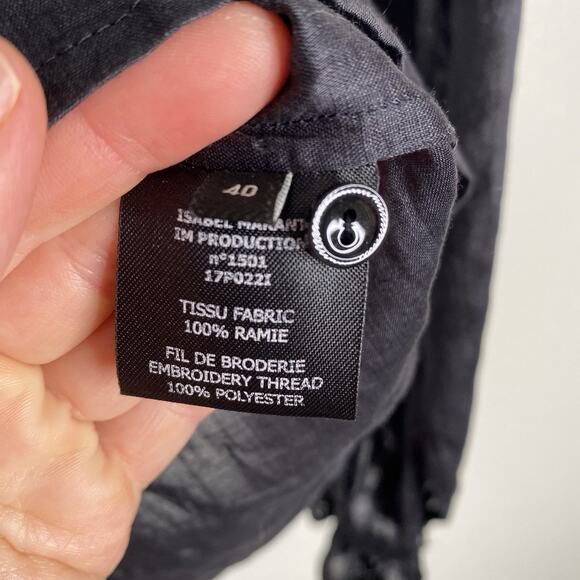 40
ISABEL MARANT
IM PRODUCTION
n°1501
17P022I
TISSU FABRIC
100% RAMIE
FIL DE BRODERIE
EMBROIDERY THREAD
100% POLYESTER